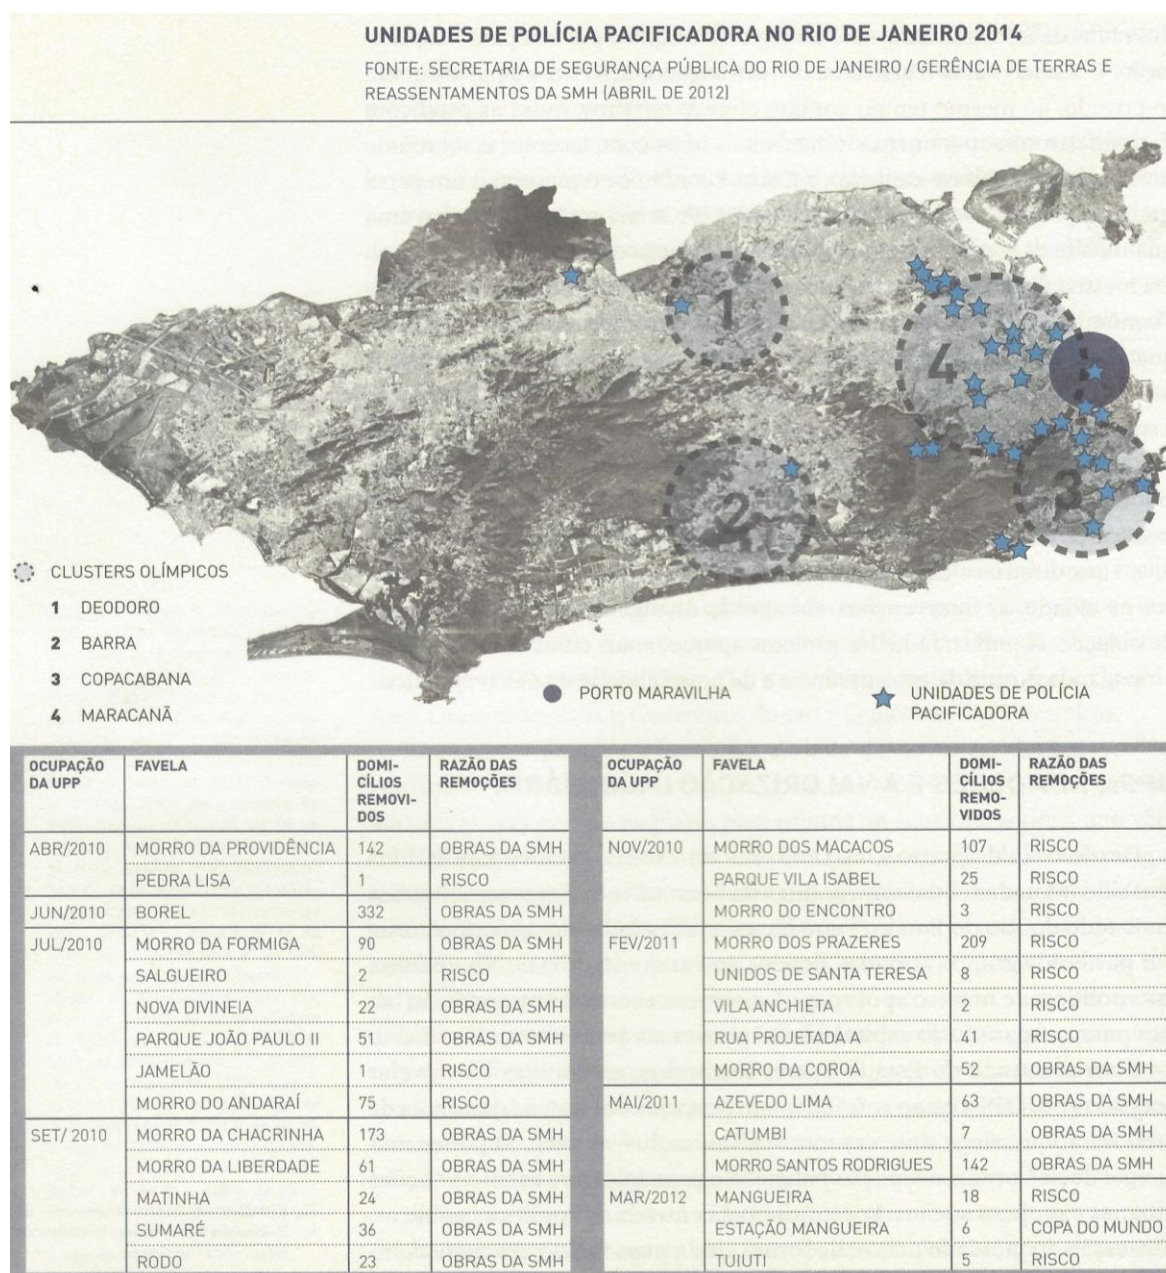 UNIDADES DE POLÍCIA PACIFICADORA NO RIO DE JANEIRO 2014
FONTE: SECRETARIA DE SEGURANÇA PÚBLICA DO RIO DE JANEIRO / GERÊNCIA DE TERRAS E
REASSENTAMENTOS DA SMH (ABRIL DE 2012)
1
4
2
3
CLUSTERS OLÍMPICOS
1 DEODORO
2 BARRA
3 COPACABANA
4 MARACANÃ
PORTO MARAVILHA
UNIDADES DE POLÍCIA
PACIFICADORA
OCUPAÇÃO DA UPP FAVELA DOMI-CÍLIOS REMOVI-DOS RAZÃO DAS REMOÇÕES
ABR/2010 MORRO DA PROVIDÊNCIA 142 OBRAS DA SMH
PEDRA LISA 1 RISCO
JUN/2010 BOREL 332 OBRAS DA SMH
JUL/2010 MORRO DA FORMIGA 90 OBRAS DA SMH
SALGUEIRO 2 RISCO
NOVA DIVINEIA 22 OBRAS DA SMH
PARQUE JOÃO PAULO II 51 OBRAS DA SMH
JAMELÃO 1 RISCO
MORRO DO ANDARAÍ 75 RISCO
SET/ 2010 MORRO DA CHACRINHA 173 OBRAS DA SMH
MORRO DA LIBERDADE 61 OBRAS DA SMH
MATINHA 24 OBRAS DA SMH
SUMARÉ 36 OBRAS DA SMH
RODO 23 OBRAS DA SMH
OCUPAÇÃO DA UPP FAVELA DOMI-CÍLIOS REMO-VIDOS RAZÃO DAS REMOÇÕES
NOV/2010 MORRO DOS MACACOS 107 RISCO
PARQUE VILA ISABEL 25 RISCO
MORRO DO ENCONTRO 3 RISCO
FEV/2011 MORRO DOS PRAZERES 209 RISCO
UNIDOS DE SANTA TERESA 8 RISCO
VILA ANCHIETA 2 RISCO
RUA PROJETADA A 41 RISCO
MORRO DA COROA 52 OBRAS DA SMH
MAI/2011 AZEVEDO LIMA 63 OBRAS DA SMH
CATUMBI 7 OBRAS DA SMH
MORRO SANTOS RODRIGUES 142 OBRAS DA SMH
MAR/2012 MANGUEIRA 18 RISCO
ESTAÇÃO MANGUEIRA 6 COPA DO MUNDO
TUIUTI 5 RISCO